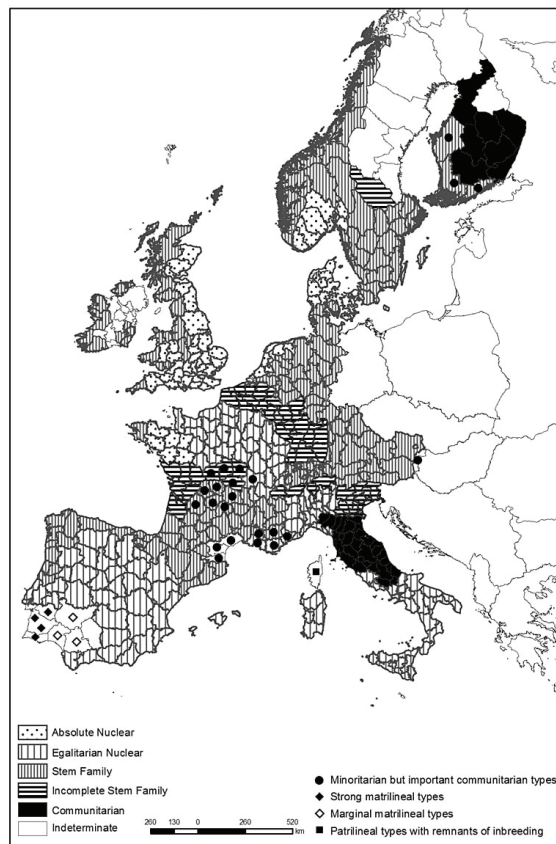 Absolute Nuclear
Egalitarian Nuclear
Stem Family
Incomplete Stem Family
Communitarian
Indeterminate
260 130 0 260 520
km
Minoritarian but important communitarian types
Strong matrilineal types
Marginal matrilineal types
Patrilineal types with remnants of inbreeding